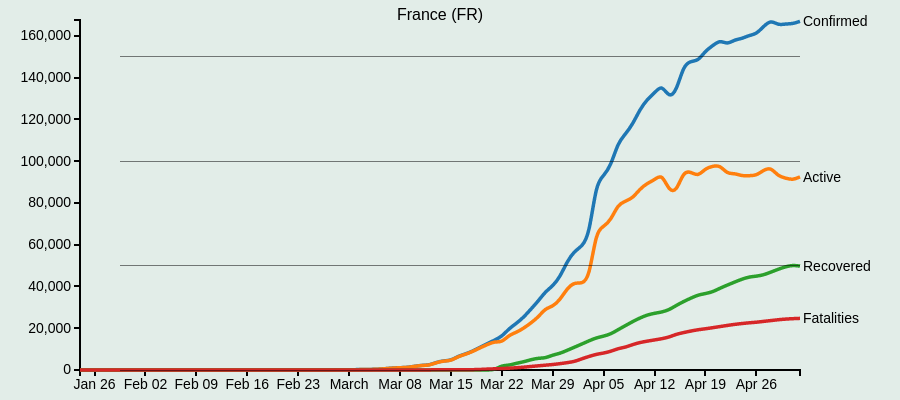 France (FR)
Confirmed
160,000
140,000
120,000
100,000
Active
80,000
60,000
Recovered
40,000
Fatalities
20,000
0
Jan 26 Feb 02 Feb 09 Feb 16 Feb 23 March Mar 08 Mar 15 Mar 22 Mar 29 Apr 05 Apr 12 Apr 19 Apr 26